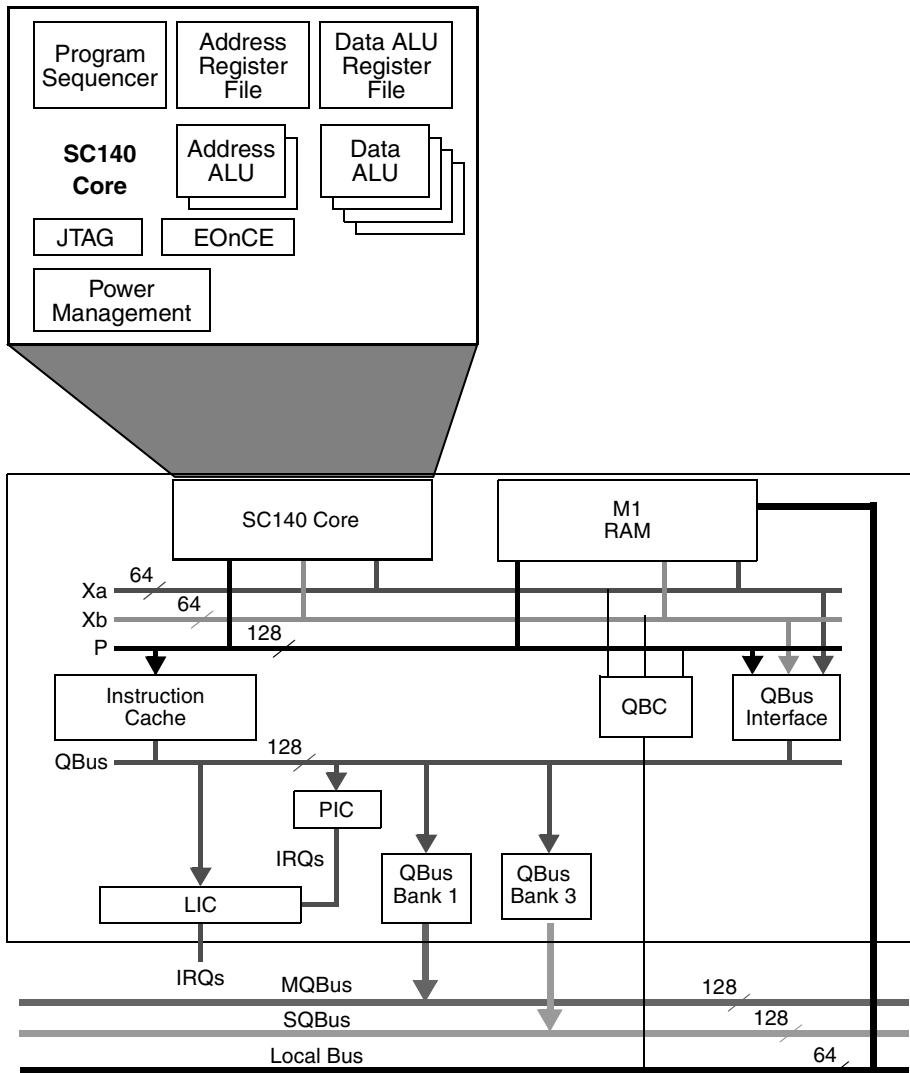 Program
Sequencer
Address
Register
File
Data ALU
Register
File
SC140
Core
Address
ALU
Data
ALU
JTAG
EOnCE
Power
Management
SC140 Core
M1
RAM
64
Xa
64
Xb
128
P
Instruction
Cache
QBC
QBus
Interface
128
QBus
PIC
IRQs
QBus
Bank 1
QBus
Bank 3
LIC
IRQs
MQBus
128
SQBus
128
Local Bus
64